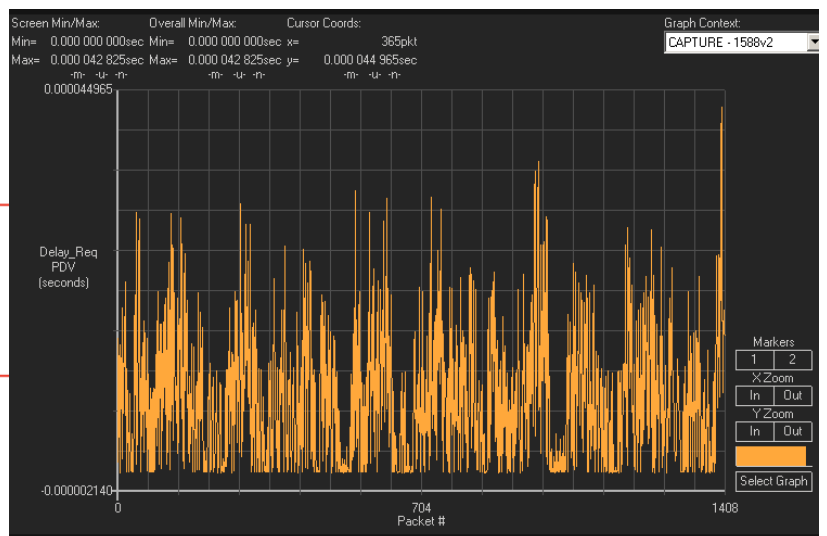 Screen Min/Max: Overall Min/Max: Cursor Coords: Graph Context:
Min= 0.000 000 000sec Min= 0.000 000 000sec x= 365pkt CAPTURE - 1588v2
Max= 0.000 042 825sec Max= 0.000 042 825sec y= 0.000 044 965sec
-m- -u- -n- -m- -u- -n- -m- -u- -n-
0.000044965
Delay_Req
PDV
(seconds)
-0.000002140
0 704 1408
Packet #
Markers
1 2
X Zoom
In Out
Y Zoom
In Out
Select Graph